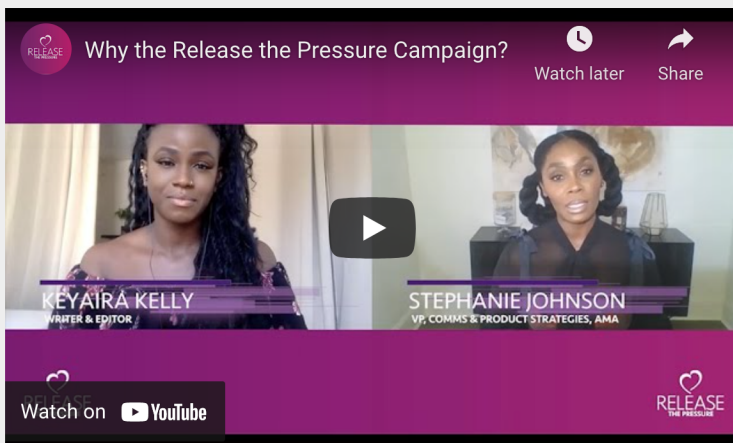 RELEASE
THE PRESSURE
Why the Release the Pressure Campaign?
Watch later
Share
KEYAIRA KELLY
WRITER & EDITOR
STEPHANIE JOHNSON
VP, COMMS & PRODUCT STRATEGIES, AMA
RELEASE
Watch on YouTube
RELEASE
THE PRESSURE